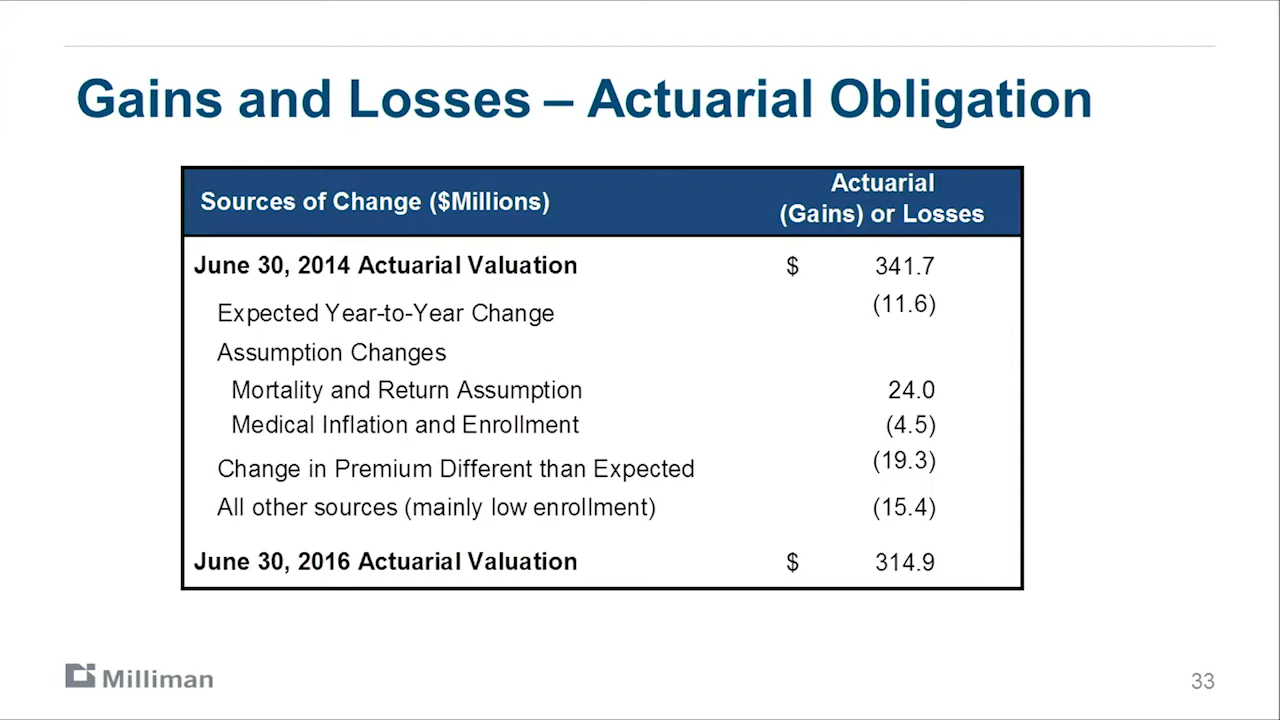 Gains and Losses – Actuarial Obligation
Sources of Change ($Millions) Actuarial (Gains) or Losses
June 30, 2014 Actuarial Valuation $ 341.7
Expected Year-to-Year Change (11.6)
Assumption Changes
Mortality and Return Assumption 24.0
Medical Inflation and Enrollment (4.5)
Change in Premium Different than Expected (19.3)
All other sources (mainly low enrollment) (15.4)
June 30, 2016 Actuarial Valuation $ 314.9
Milliman
33